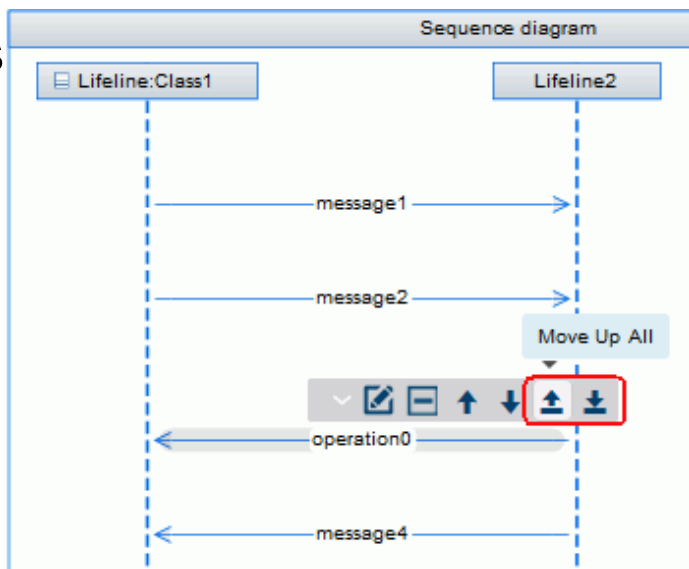 Sequence diagram
Lifeline:Class1
Lifeline2
message1
message2
Move Up All
operation0
message4